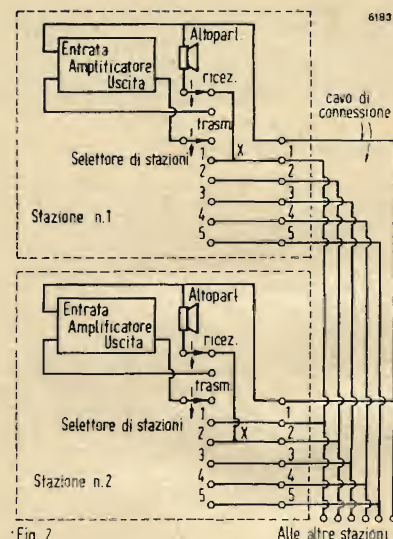 6183
Altoparl.
Entrata
Amplificatore
Uscita
ricez.
cavo di
connessione
trasm.
X
Selettore di stazioni
1 1
2 2
3 3
4 4
5 5
Stazione n.1
Altoparl
Entrata
Amplificatore
Uscita
ricez.
trasm.
Selettore di stazioni
1 1
2 X 2
3 3
4 4
5 5
Stazione n.2
Fig. 2
Alle altre stazioni